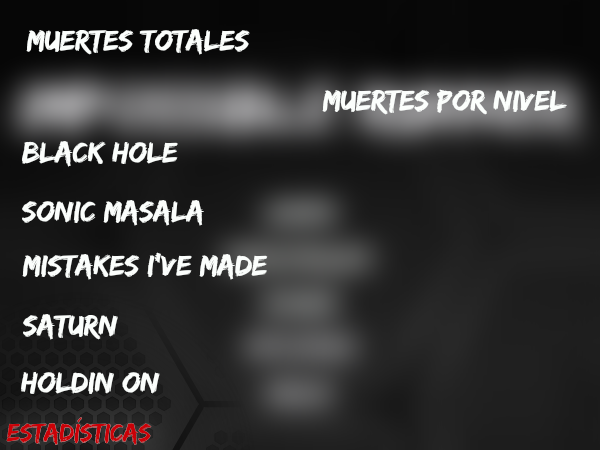 MUERTES TOTALES
MUERTES POR NIVEL
BLACK HOLE
SONIC MASALA
MISTAKES I'VE MADE
SATURN
HOLDIN ON
ESTADÍSTICAS